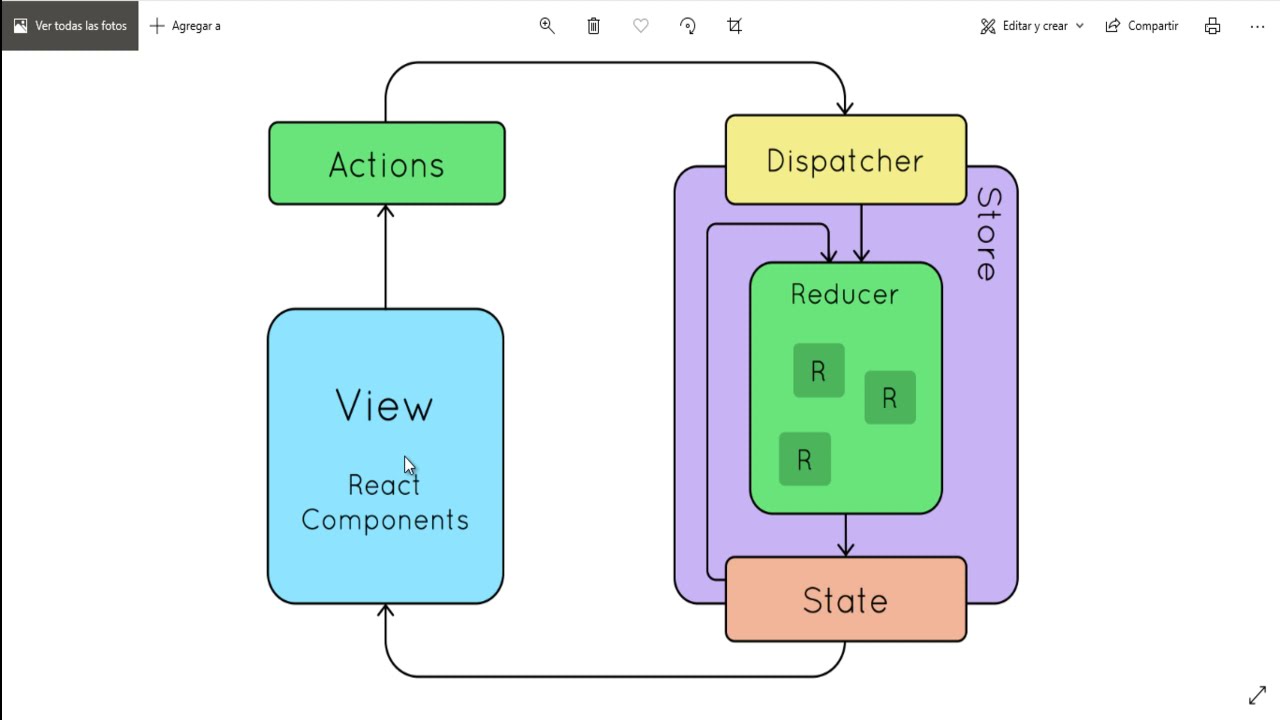 Ver todas las fotos
Agregar a
Editar y crear
Compartir
Actions
Dispatcher
Store
Reducer
R
R
R
View
React
Components
State